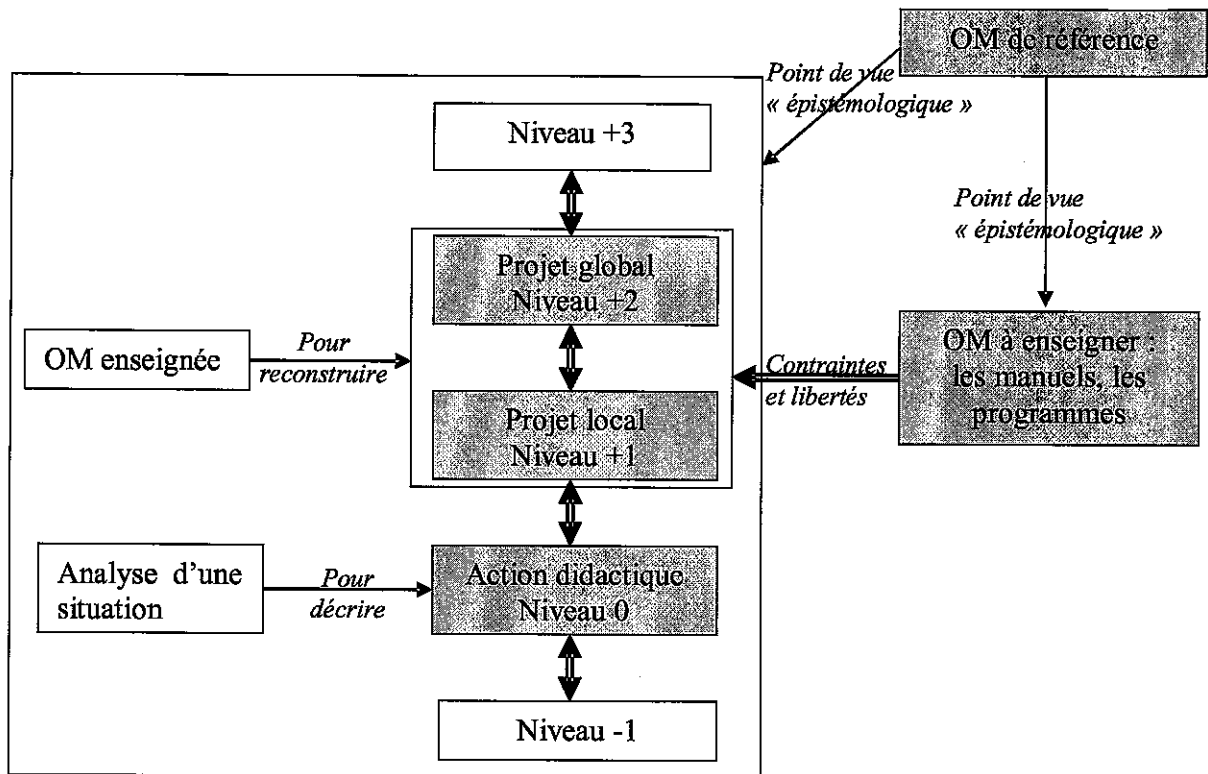 OM de référence
Point de vue
« épistémologique »
Niveau +3
Point de vue
« épistémologique »
Projet global
Niveau +2
OM enseignée
Pour
reconstruire
Contraintes
et libertés
OM à enseigner :
les manuels, les
programmes
Projet local
Niveau +1
Analyse d'une
situation
Pour
décrire
Action didactique
Niveau 0
Niveau -1